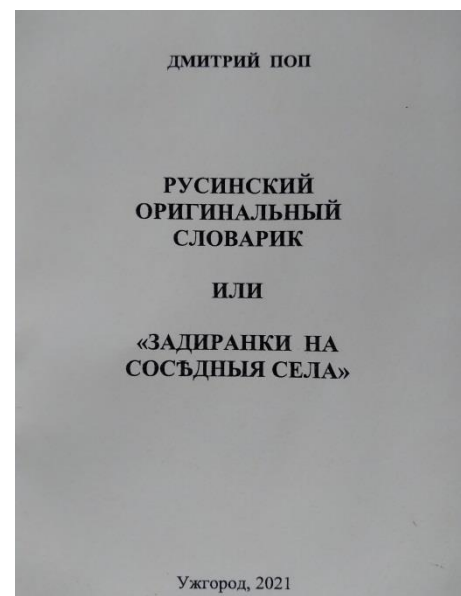 ДМИТРИЙ ПОП
РУСИНСКИЙ
ОРИГИНАЛЬНЫЙ
СЛОВАРИК
ИЛИ
«ЗАДИРАНКИ НА
СОСѢДНЫЯ СЕЛА»
Ужгород, 2021